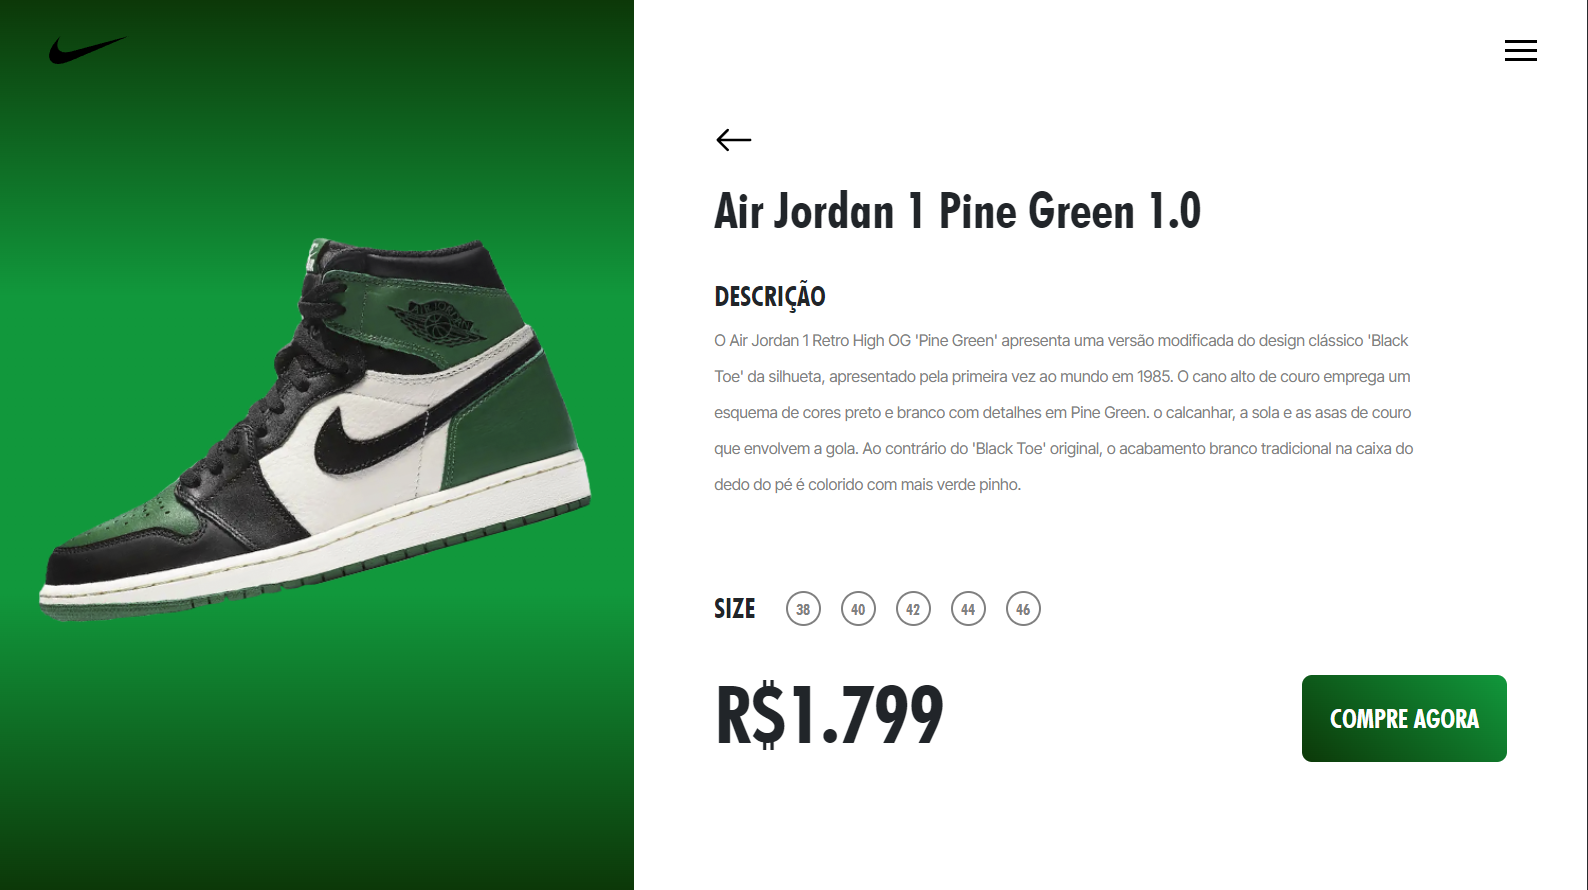 Air Jordan 1 Pine Green 1.0
DESCRIÇÃO
O Air Jordan 1 Retro High OG 'Pine Green' apresenta uma versão modificada do design clássico 'Black
Toe' da silhueta, apresentado pela primeira vez ao mundo em 1985. O cano alto de couro emprega um
esquema de cores preto e branco com detalhes em Pine Green. o calcanhar, a sola e as asas de couro
que envolvem a gola. Ao contrário do 'Black Toe' original, o acabamento branco tradicional na caixa do
dedo do pé é colorido com mais verde pinho.
SIZE 38 40 42 44 46
R$1.799
COMPRE AGORA